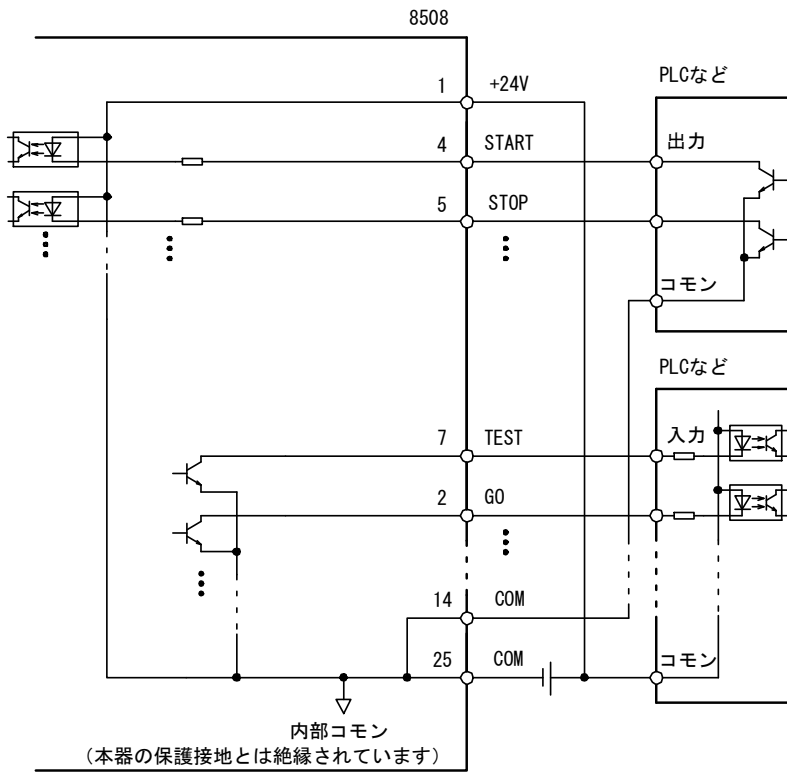 8508
1 +24V
PLCなど
4 START 出力
5 STOP
コモン
PLCなど
7 TEST 入力
2 GO
14 COM
25 COM コモン
内部コモン
(本器の保護接地とは絶縁されています)